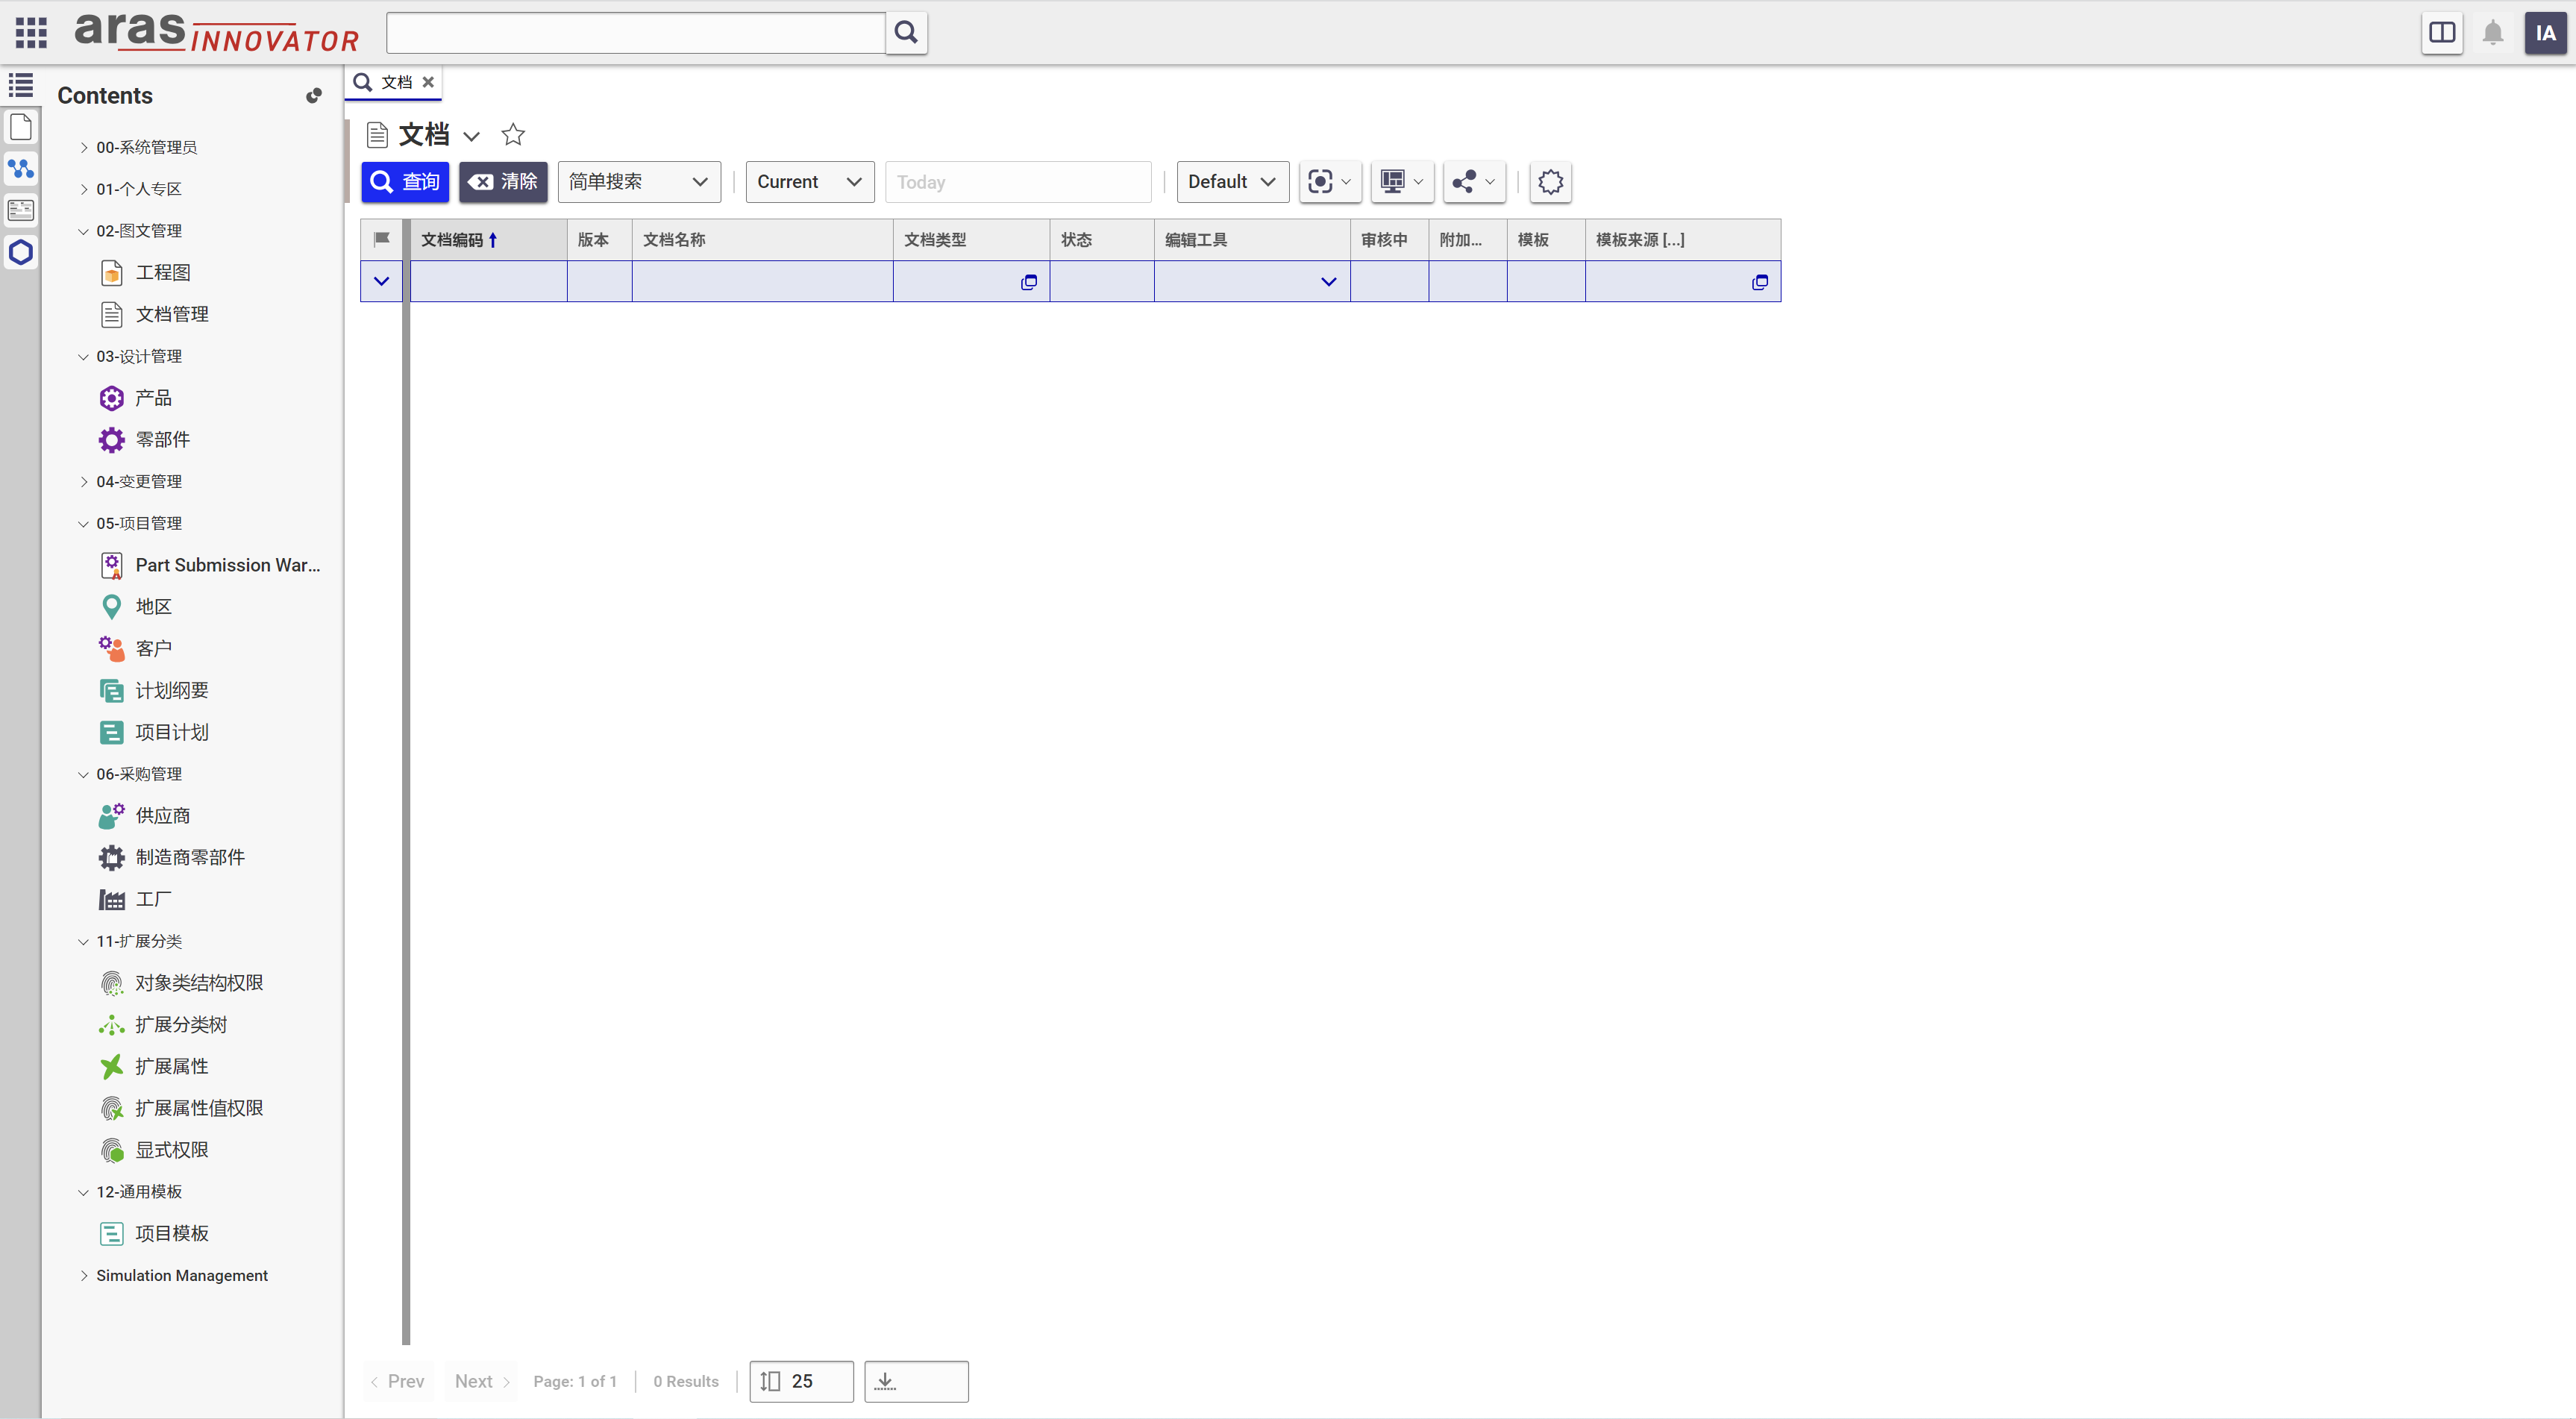 aras INNOVATOR
IA
Contents
00-系统管理员
01-个人专区
02-图文管理
工程图
文档管理
03-设计管理
产品
零部件
04-变更管理
05-项目管理
Part Submission War...
地区
客户
计划纲要
项目计划
06-采购管理
供应商
制造商零部件
工厂
11-扩展分类
对象类结构权限
扩展分类树
扩展属性
扩展属性值权限
显式权限
12-通用模板
项目模板
Simulation Management
文档
文档
查询 清除 简单搜索 Current Today Default
文档编码 版本 文档名称 文档类型 状态 编辑工具 审核中 附加... 模板 模板来源 [...]
Prev Next Page: 1 of 1 0 Results 25